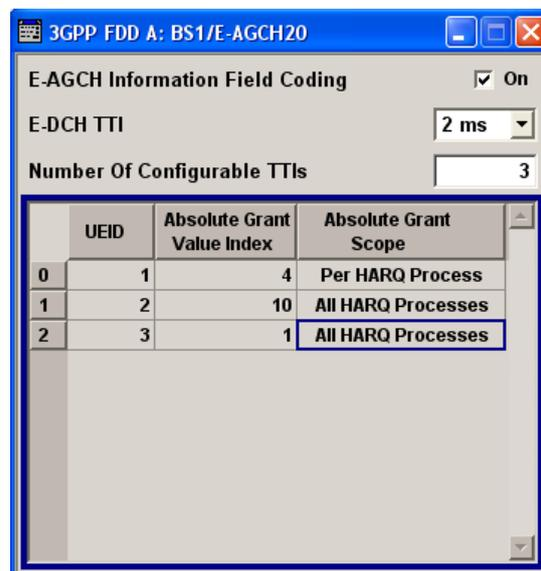 3GPP FDD A: BS1/E-AGCH20
E-AGCH Information Field Coding On
E-DCH TTI 2 ms
Number Of Configurable TTIs 3
UEID Absolute Grant Value Index Absolute Grant Scope
0 1 4 Per HARQ Process
1 2 10 All HARQ Processes
2 3 1 All HARQ Processes